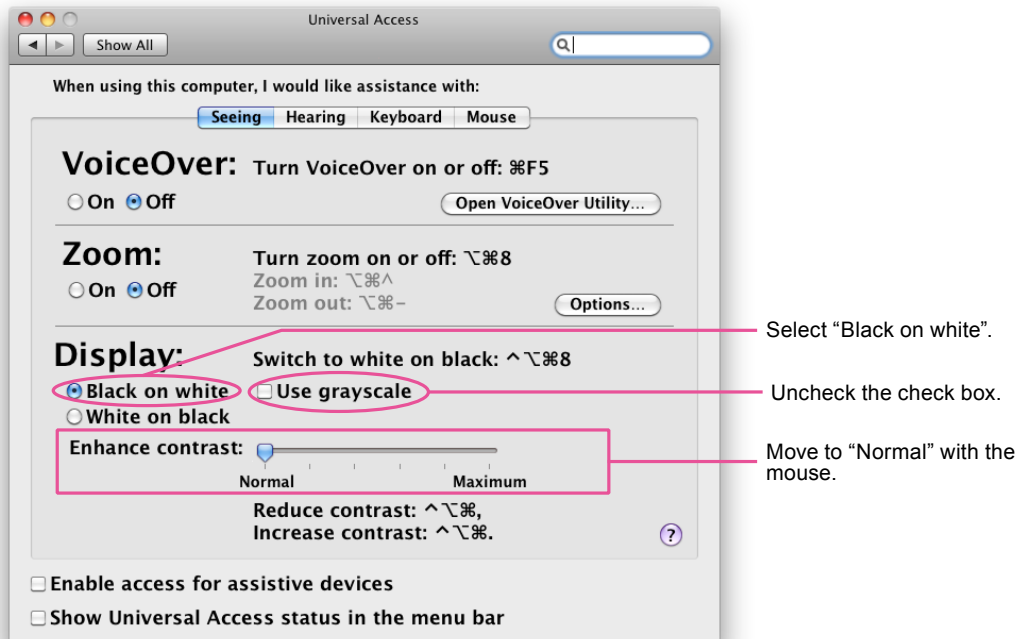 Universal Access
Show All
When using this computer, I would like assistance with:
Seeing Hearing Keyboard Mouse
VoiceOver: Turn VoiceOver on or off: ⌘F5
On Off Open VoiceOver Utility...
Zoom: Turn zoom on or off: ⌥⌘8
Zoom in: ⌥⌘^
On Off
Zoom out: ⌥⌘– Options...
Select “Black on white”.
Display: Switch to white on black: ^⌥⌘8
Black on white Use grayscale
Uncheck the check box.
White on black
Enhance contrast:
Normal Maximum
Move to “Normal” with the
mouse.
Reduce contrast: ^⌥⌘,
Increase contrast: ^⌥⌘.
?
Enable access for assistive devices
Show Universal Access status in the menu bar